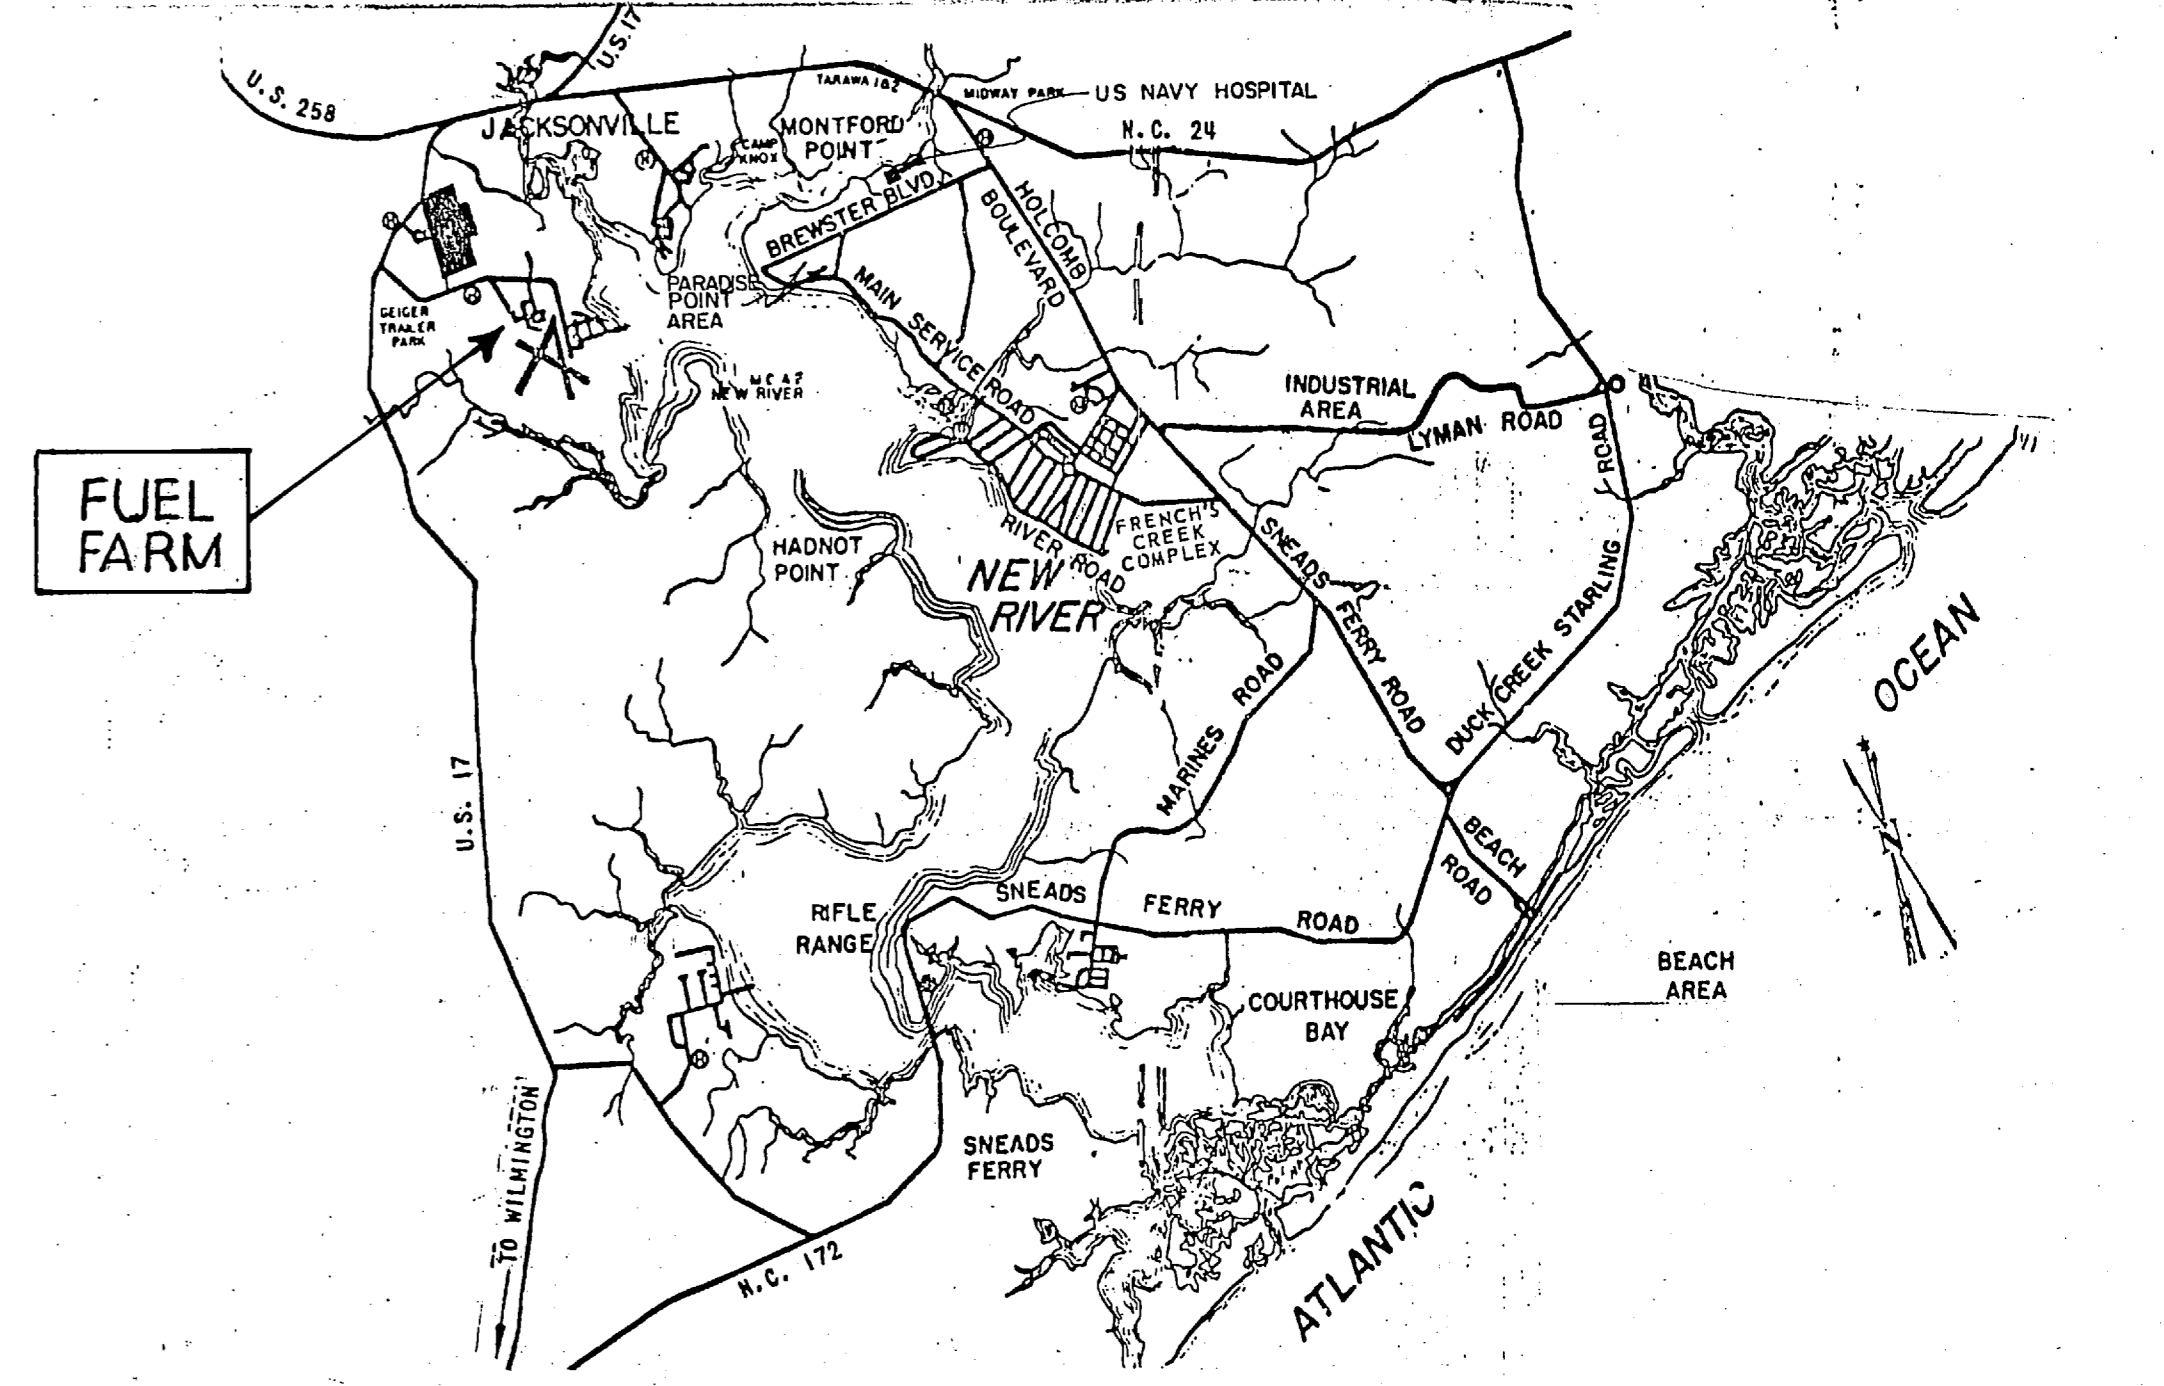 U.S. 17
U.S. 258
TARAWA 1&2
MIDWAY PARK
US NAVY HOSPITAL
JACKSONVILLE
MONTFORD
POINT
CAMP
KNOX
N.C. 24
BREWSTER BLVD.
HOLCOMB
BOULEVARD
GEIGER
TRAILER
PARK
PARADISE
POINT
AREA
MAIN SERVICE ROAD
NEW RIVER
INDUSTRIAL
AREA
LYMAN ROAD
FUEL
FARM
HADNOT
POINT
RIVER ROAD
FRENCH'S
CREEK
COMPLEX
NEW
RIVER
SNEADS FERRY ROAD
DUCK CREEK STARLING ROAD
MARINES ROAD
OCEAN
U.S. 17
N
BEACH
ROAD
RIFLE
RANGE
SNEADS FERRY ROAD
BEACH
AREA
COURTHOUSE
BAY
TO WILMINGTON
SNEADS
FERRY
N.C. 172
ATLANTIC